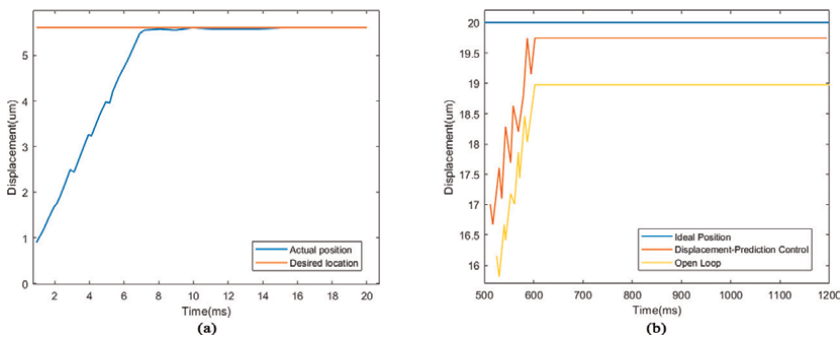 5
4
3
2
1
0
Displacement(um)
2 4 6 8 10 12 14 16 18 20
Time(ms)
Actual position
Desired location
(a)
20
19.5
19
18.5
18
17.5
17
16.5
16
Displacement(um)
500 600 700 800 900 1000 1100 1200
Time(ms)
Ideal Position
Displacement-Prediction Control
Open Loop
(b)